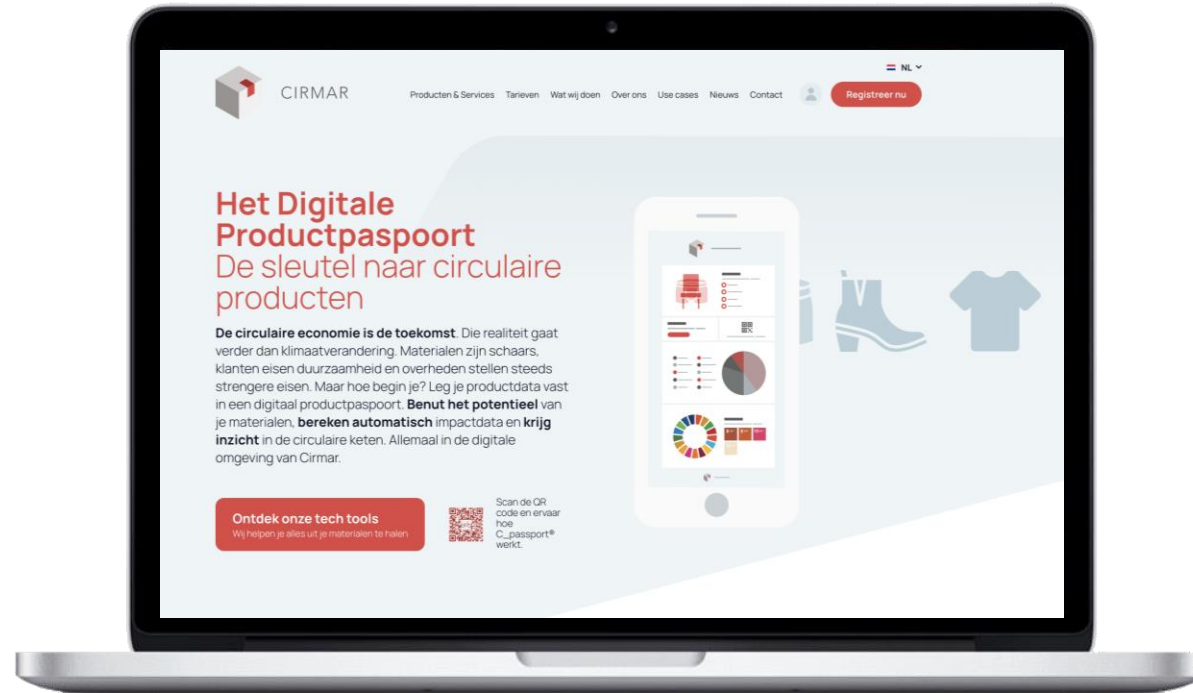 NL
CIRMAR
Producten & Services Tarieven Wat wij doen Over ons Use cases Nieuws Contact
Registreer nu
Het Digitale
Productpaspoort
De sleutel naar circulaire
producten
De circulaire economie is de toekomst. Die realiteit gaat
verder dan klimaatverandering. Materialen zijn schaars,
klanten eisen duurzaamheid en overheden stellen steeds
strengere eisen. Maar hoe begin je? Leg je productdata vast
in een digitaal productpaspoort. Benut het potentieel van
je materialen, bereken automatisch impactdata en krijg
inzicht in de circulaire keten. Allemaal in de digitale
omgeving van Cirmar.
Ontdek onze tech tools
Wij helpen je alles uit je materialen te halen
Scan de QR
code en ervaar
hoe
C_passport®
werkt.